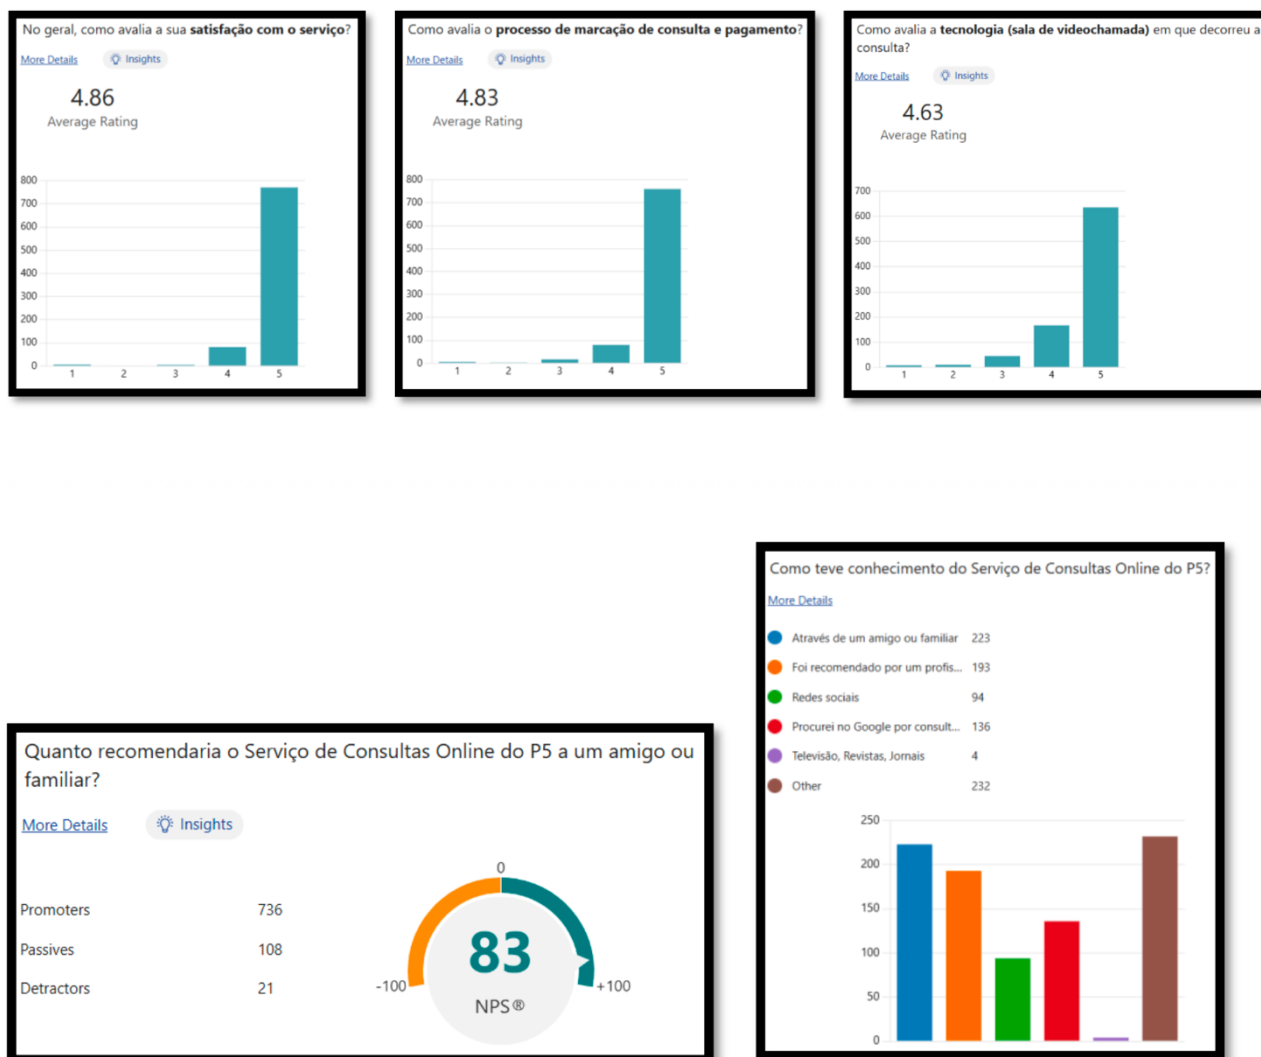 No geral, como avalia a sua satisfação com o serviço?
More Details Insights
4.86
Average Rating
800
700
600
500
400
300
200
100
0
1 2 3 4 5
Como avalia o processo de marcação de consulta e pagamento?
More Details Insights
4.83
Average Rating
800
700
600
500
400
300
200
100
0
1 2 3 4 5
Como avalia a tecnologia (sala de videochamada) em que decorreu a
consulta?
More Details Insights
4.63
Average Rating
700
600
500
400
300
200
100
0
1 2 3 4 5
Quanto recomendaria o Serviço de Consultas Online do P5 a um amigo ou
familiar?
More Details Insights
Promoters 736
Passives 108
Detractors 21
0
-100
+100
83
NPS®
Como teve conhecimento do Serviço de Consultas Online do P5?
More Details
Através de um amigo ou familiar 223
Foi recomendado por um profis... 193
Redes sociais 94
Procurei no Google por consult... 136
Televisão, Revistas, Jornais 4
Other 232
250
200
150
100
50
0